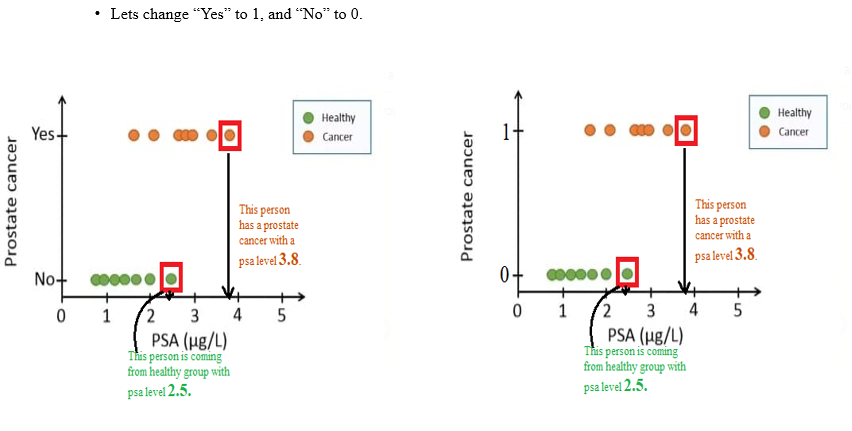 • Lets change “Yes” to 1, and “No” to 0.
Prostate cancer
Yes
No
Healthy
Cancer
This person
has a prostate
cancer with a
psa level 3.8.
0 1 2 3 4 5
PSA (µg/L)
This person is coming
from healthy group with
psa level 2.5.
Prostate cancer
1
0
Healthy
Cancer
This person
has a prostate
cancer with a
psa level 3.8.
0 1 2 3 4 5
PSA (µg/L)
This person is coming
from healthy group with
psa level 2.5.